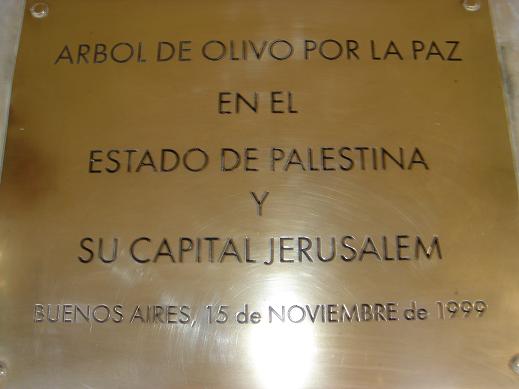 ARBOL DE OLIVO POR LA PAZ
EN EL
ESTADO DE PALESTINA
Y
SU CAPITAL JERUSALEM
BUENOS AIRES, 15 de NOVIEMBRE de 1999